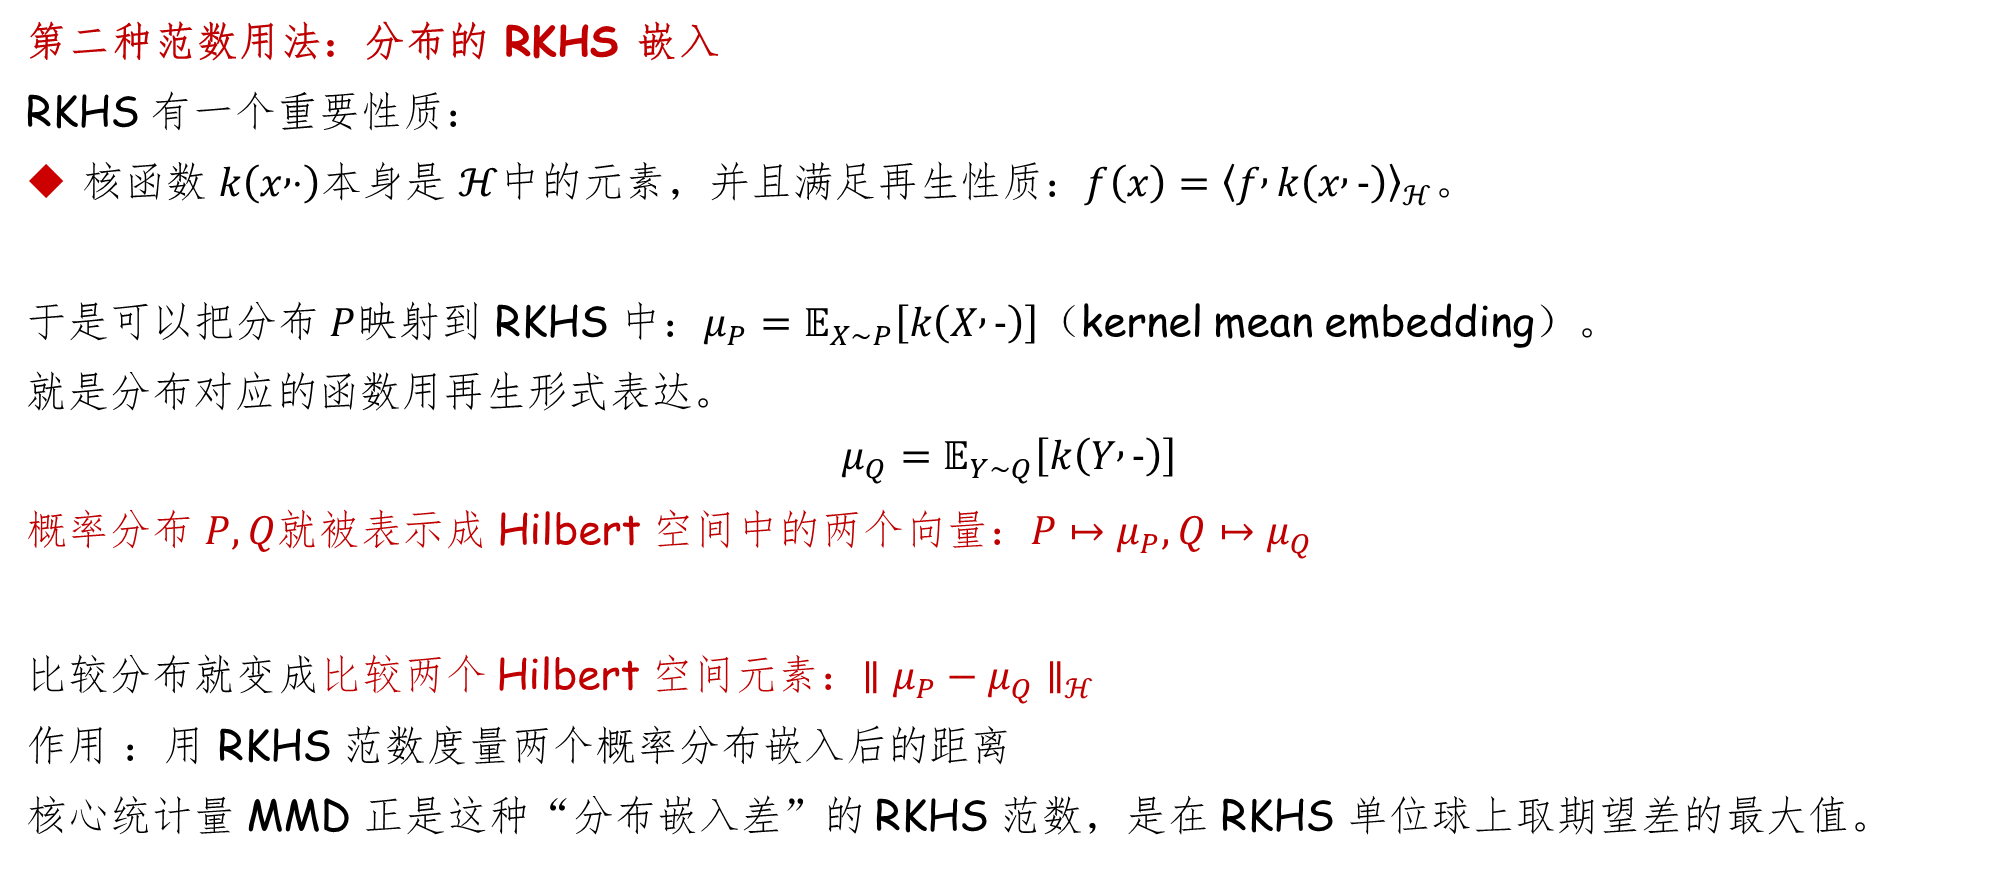 第二种范数用法：分布的 RKHS 嵌入
RKHS 有一个重要性质：
◆ 核函数 k(x,·)本身是 ℋ中的元素，并且满足再生性质：f(x) = ⟨f, k(x, -)⟩_ℋ。
于是可以把分布 P映射到 RKHS 中：μ_P = 𝔼_{X~P}[k(X, -)]（kernel mean embedding）。
就是分布对应的函数用再生形式表达。
μ_Q = 𝔼_{Y~Q}[k(Y, -)]
概率分布 P, Q就被表示成 Hilbert 空间中的两个向量：P ↦ μ_P, Q ↦ μ_Q
比较分布就变成比较两个 Hilbert 空间元素：∥ μ_P − μ_Q ∥_ℋ
作用 ：用 RKHS 范数度量两个概率分布嵌入后的距离
核心统计量 MMD 正是这种“分布嵌入差”的 RKHS 范数，是在 RKHS 单位球上取期望差的最大值。